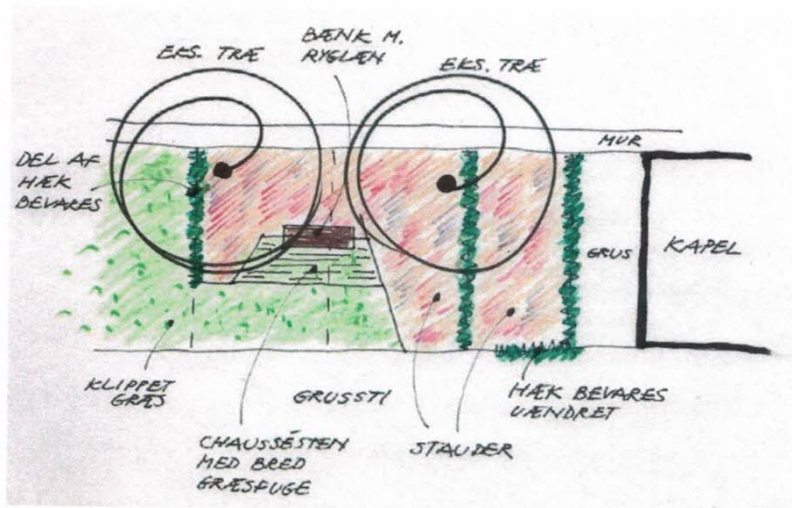 BÆNK M.
RYGLÆN
EKS. TRÆ
EKS. TRÆ
MUR
DEL AF
HÆK
BEVARES
GRUS
KAPEL
KLIPPET
GRÆS
GRUSSTI
HÆK BEVARES
UÆNDRET
CHAUSSÉSTEN
MED BRED
GRÆSFUGE
STAUDER